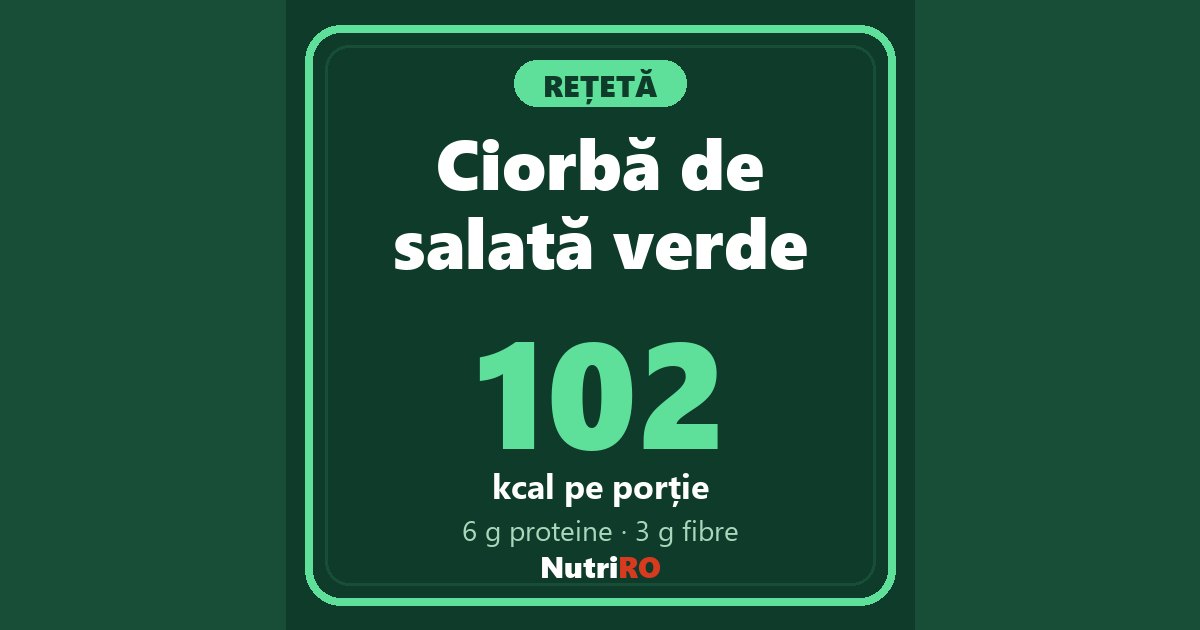 REȚETĂ
Ciorbă de
salată verde
102
kcal pe porție
6 g proteine · 3 g fibre
NutriRO